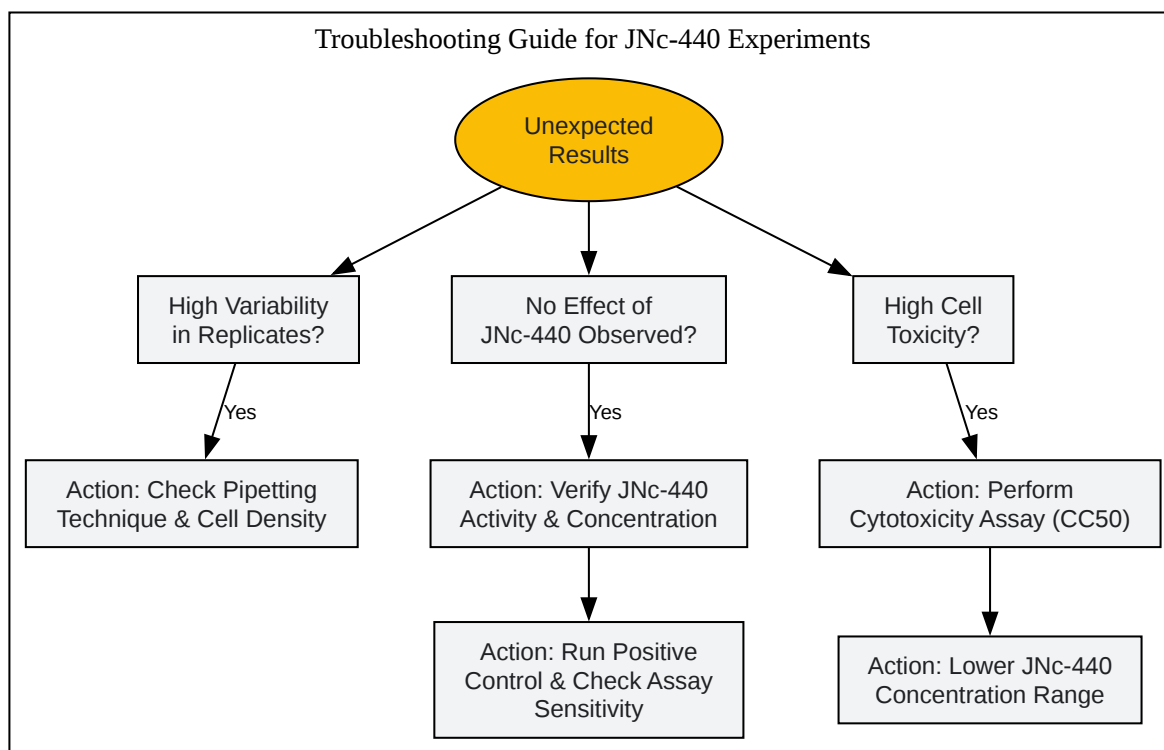 Troubleshooting Guide for JNc-440 Experiments
Unexpected
Results
High Variability
in Replicates?
No Effect of
JNc-440 Observed?
High Cell
Toxicity?
Yes
Yes
Yes
Action: Check Pipetting
Technique & Cell Density
Action: Verify JNc-440
Activity & Concentration
Action: Perform
Cytotoxicity Assay (CC50)
Action: Run Positive
Control & Check Assay
Sensitivity
Action: Lower JNc-440
Concentration Range